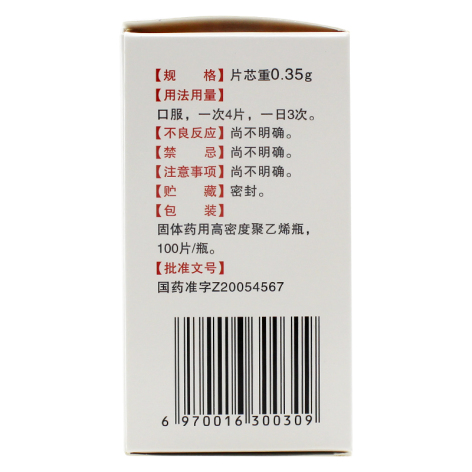 【规 格】片芯重0.35g
【用法用量】
口服，一次4片，一日3次。
【不良反应】尚不明确。
【禁 忌】尚不明确。
【注意事项】尚不明确。
【贮 藏】密封。
【包 装】
固体药用高密度聚乙烯瓶，
100片/瓶。
【批准文号】
国药准字Z20054567
6 970016 300309